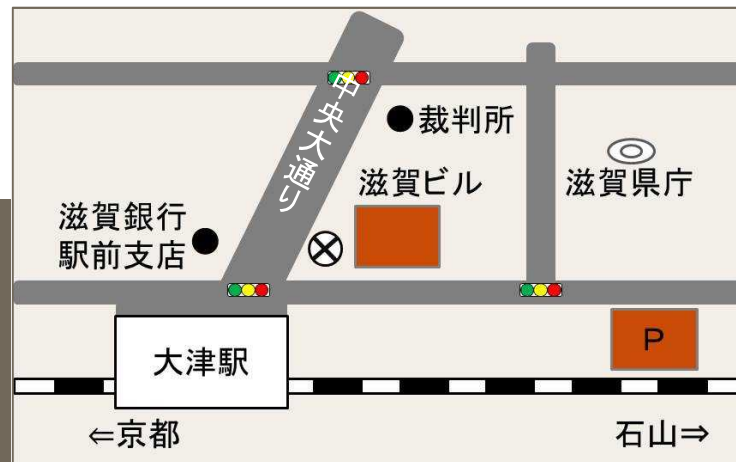 中央大通り
裁判所
滋賀ビル
滋賀県庁
滋賀銀行
駅前支店
大津駅
P
⇐京都
石山⇒